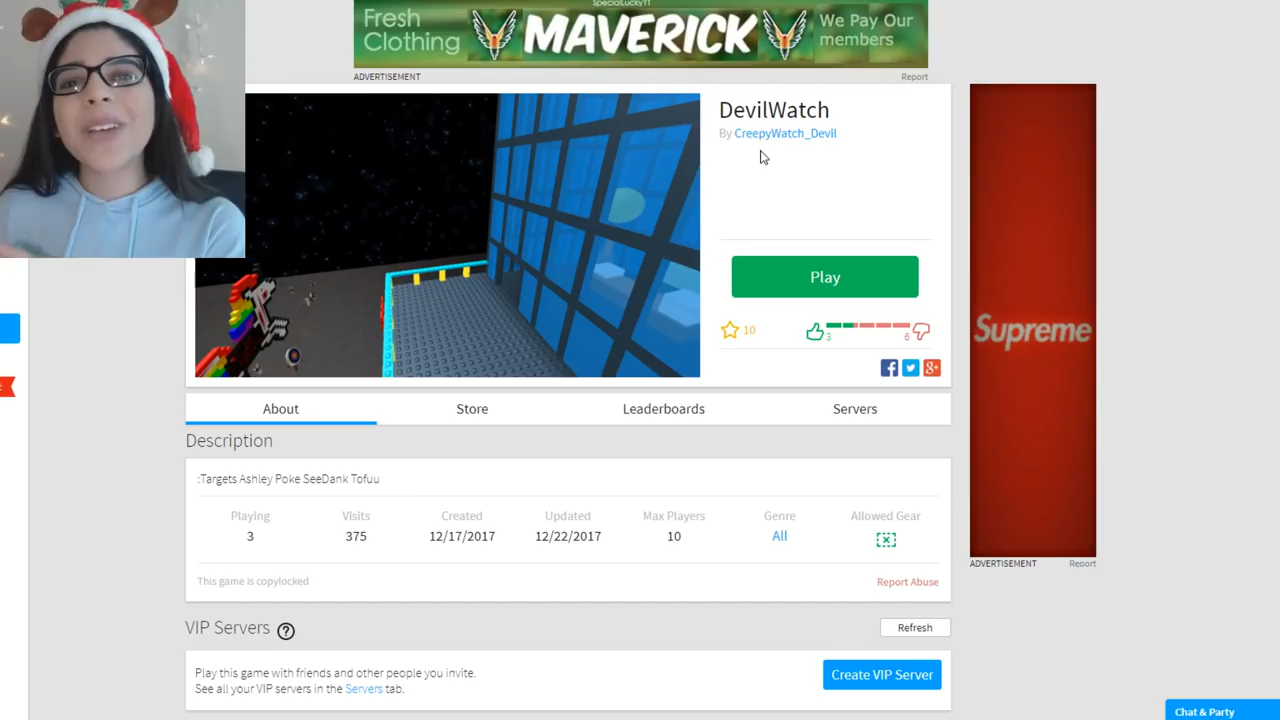 SpecialLuckyYT
Fresh
Clothing
MAVERICK
We Pay Our
members
ADVERTISEMENT
Report
DevilWatch
By CreepyWatch_Devil
Play
10
3
6
About
Store
Leaderboards
Servers
Description
:Targets Ashley Poke SeeDank Tofuu
Playing
Visits
Created
Updated
Max Players
Genre
Allowed Gear
3
375
12/17/2017
12/22/2017
10
All
This game is copylocked
Report Abuse
VIP Servers
Refresh
Play this game with friends and other people you invite.
See all your VIP servers in the Servers tab.
Create VIP Server
Supreme
ADVERTISEMENT
Report
Chat & Party